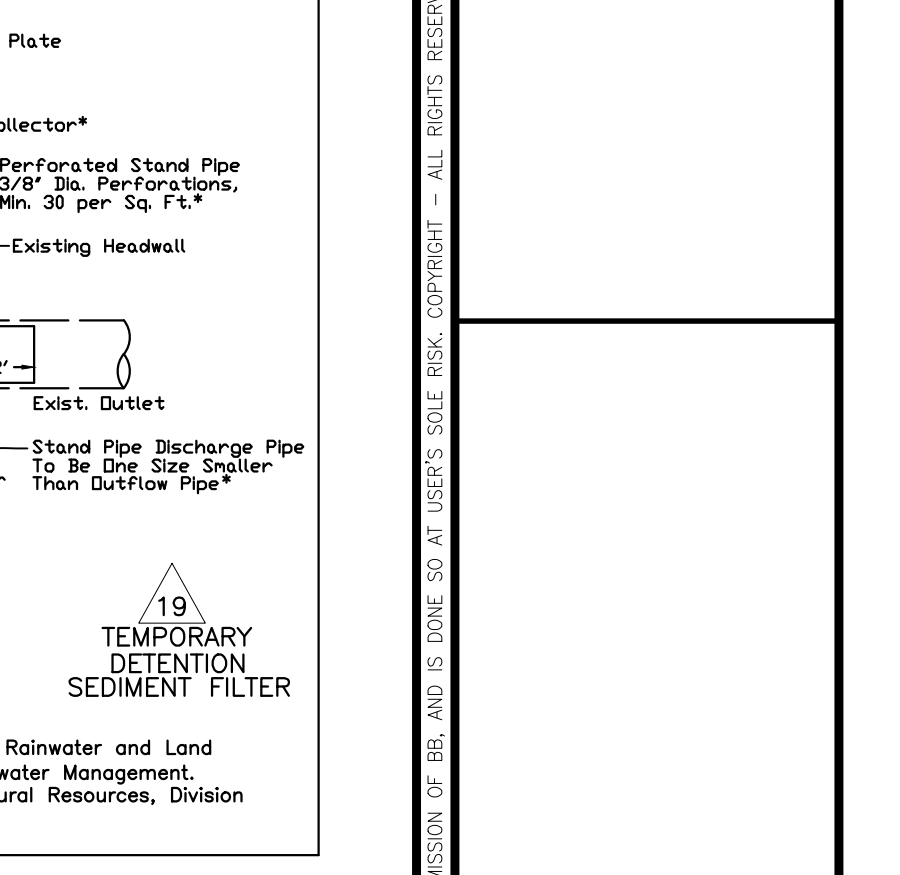 Plate
ollector*
Perforated Stand Pipe
3/8" Dia. Perforations,
Min. 30 per Sq. Ft.*
Existing Headwall
2'
Exist. Outlet
Stand Pipe Discharge Pipe
To Be One Size Smaller
Than Outflow Pipe*
19
TEMPORARY
DETENTION
SEDIMENT FILTER
Rainwater and Land
water Management.
ural Resources, Division
MISSION OF BB, AND IS DONE SO AT USER'S SOLE RISK. COPYRIGHT - ALL RIGHTS RESERV